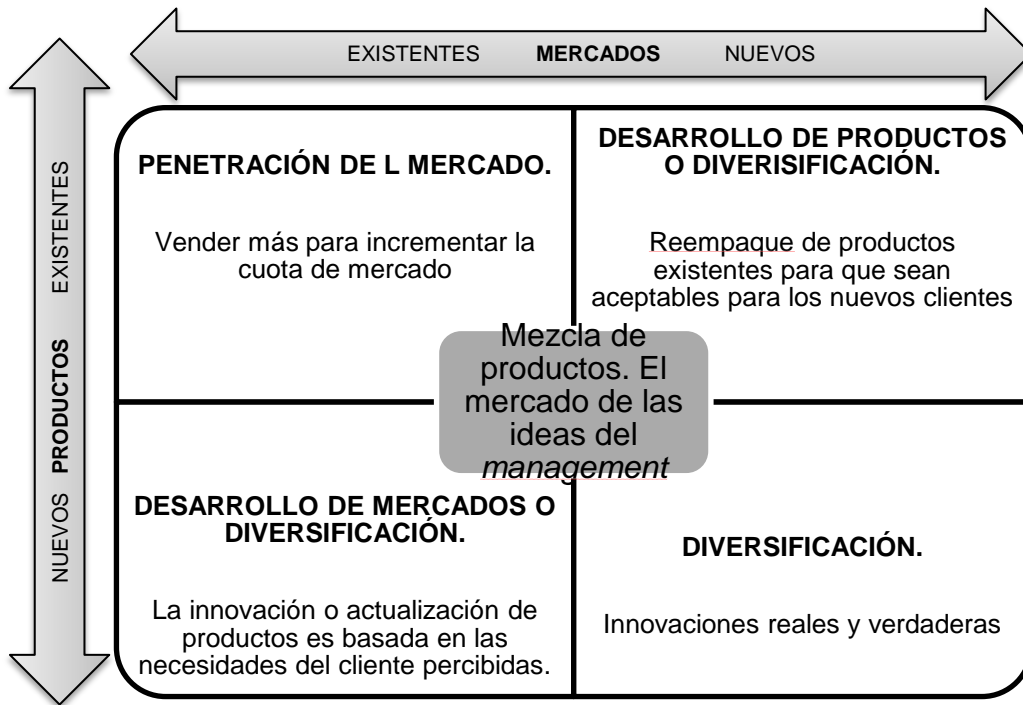 EXISTENTES MERCADOS NUEVOS
NUEVOS PRODUCTOS EXISTENTES
PENETRACIÓN DE L MERCADO.
Vender más para incrementar la
cuota de mercado
DESARROLLO DE PRODUCTOS
O DIVERISIFICACIÓN.
Reempaque de productos
existentes para que sean
aceptables para los nuevos clientes
Mezcla de
productos. El
mercado de las
ideas del
management
DESARROLLO DE MERCADOS O
DIVERSIFICACIÓN.
La innovación o actualización de
productos es basada en las
necesidades del cliente percibidas.
DIVERSIFICACIÓN.
Innovaciones reales y verdaderas